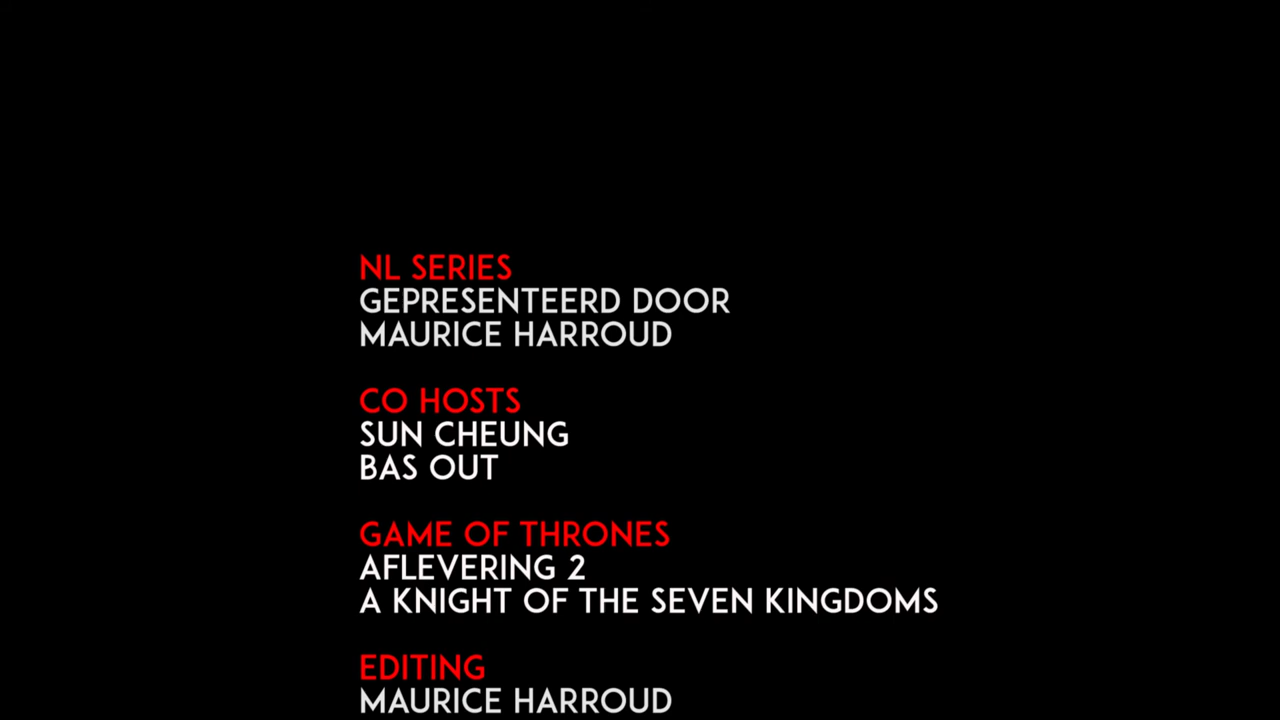 NL SERIES
GEPRESENTEERD DOOR
MAURICE HARROUD
CO HOSTS
SUN CHEUNG
BAS OUT
GAME OF THRONES
AFLEVERING 2
A KNIGHT OF THE SEVEN KINGDOMS
EDITING
MAURICE HARROUD